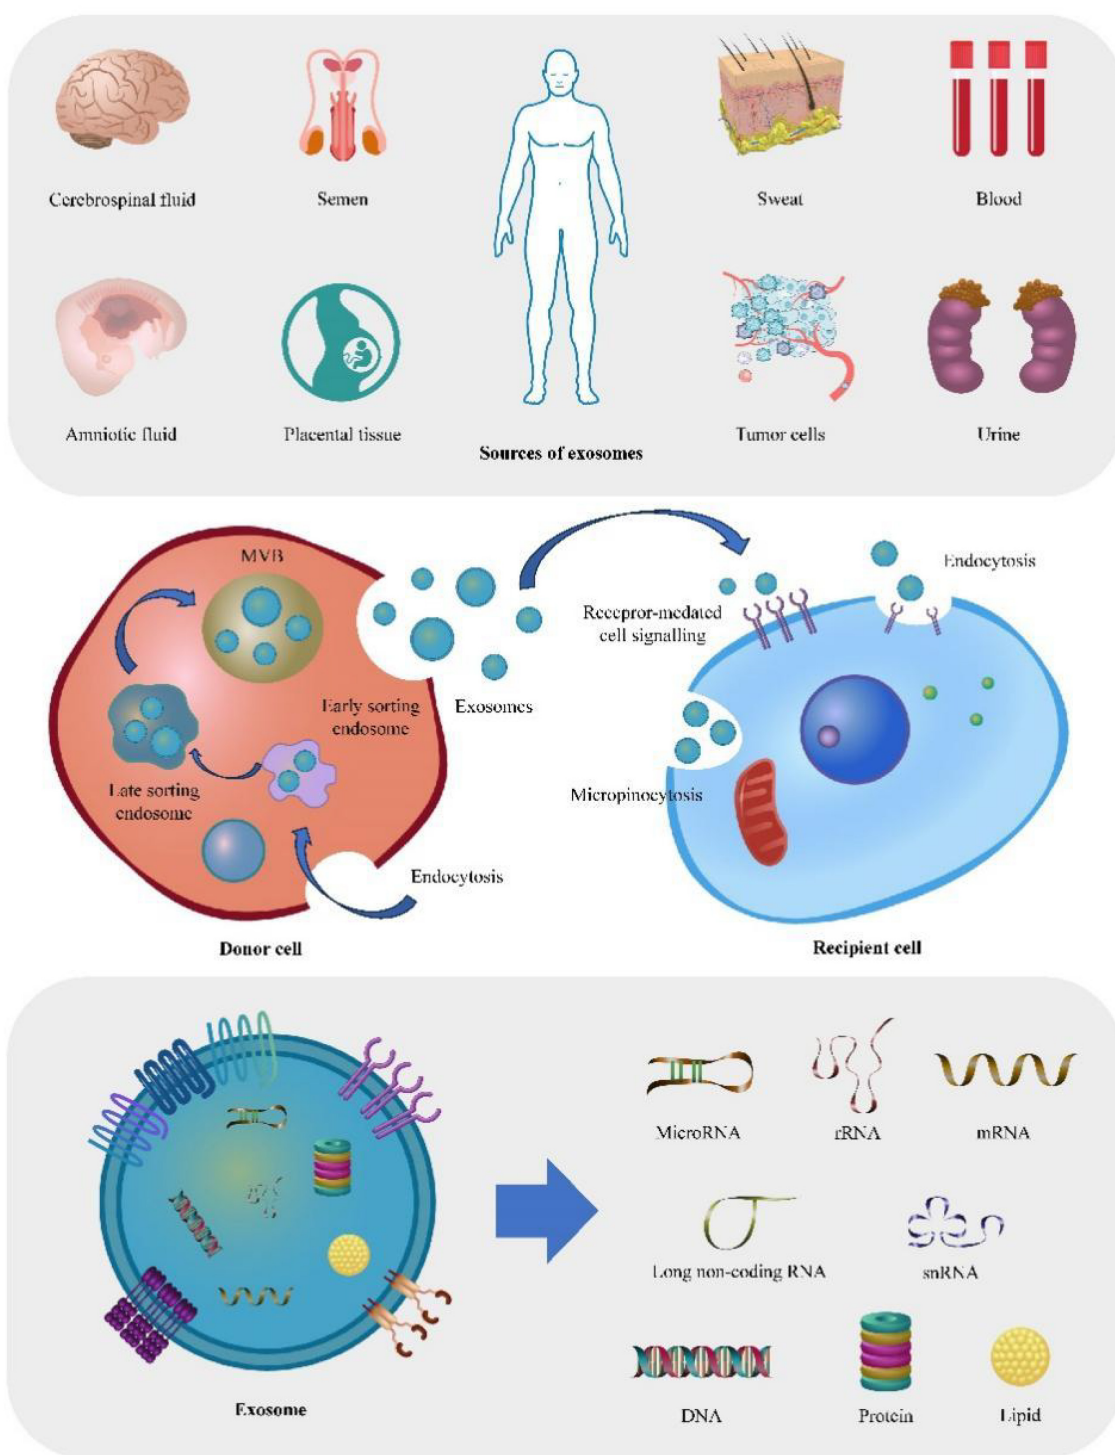 Cerebrospinal fluid
Semen
Sweat
Blood
Amniotic fluid
Placental tissue
Tumor cells
Urine
Sources of exosomes
MVB
Endocytosis
Receptor-medated
cell signalling
Early sorting
endosome
Exosomes
Late sorting
endosome
Micropinocytosis
Endocytosis
Donor cell
Recipient cell
MicroRNA
rRNA
mRNA
Long non-coding RNA
snRNA
Exosome
DNA
Protein
Lipid